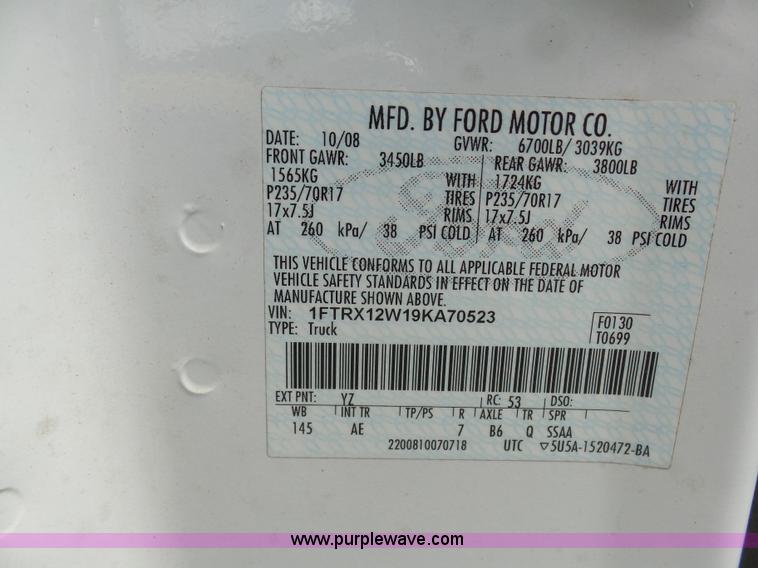 MFD. BY FORD MOTOR CO.
DATE: 10/08 GVWR: 6700LB/ 3039KG
FRONT GAWR: 3450LB REAR GAWR: 3800LB
1565KG WITH 1724KG WITH
P235/70R17 TIRES P235/70R17 TIRES
17x7.5J RIMS 17x7.5J RIMS
AT 260 kPa/ 38 PSI COLD AT 260 kPa/ 38 PSI COLD
THIS VEHICLE CONFORMS TO ALL APPLICABLE FEDERAL MOTOR
VEHICLE SAFETY STANDARDS IN EFFECT ON THE DATE OF
MANUFACTURE SHOWN ABOVE.
VIN: 1FTRX12W19KA70523 F0130
TYPE: Truck T0699
EXT PNT: YZ RC: 53 DSO:
WB INT TR TP/PS R AXLE TR SPR
145 AE 7 B6 Q SSAA
2200810070718 UTC ▽5U5A-1520472-BA
www.purplewave.com